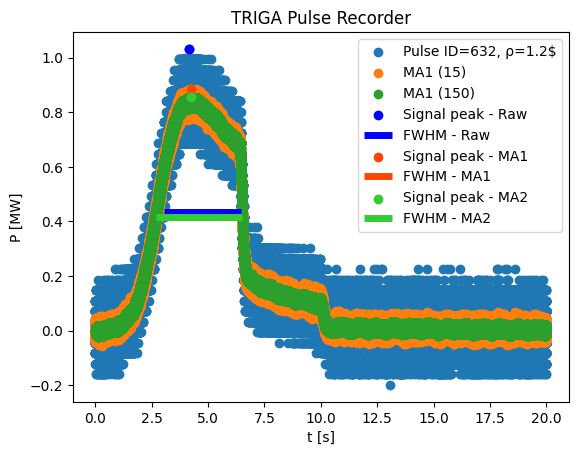 TRIGA Pulse Recorder
P [MW]
1.0
0.8
0.6
0.4
0.2
0.0
−0.2
Pulse ID=632, ρ=1.2$
MA1 (15)
MA1 (150)
Signal peak - Raw
FWHM - Raw
Signal peak - MA1
FWHM - MA1
Signal peak - MA2
FWHM - MA2
0.0 2.5 5.0 7.5 10.0 12.5 15.0 17.5 20.0
t [s]